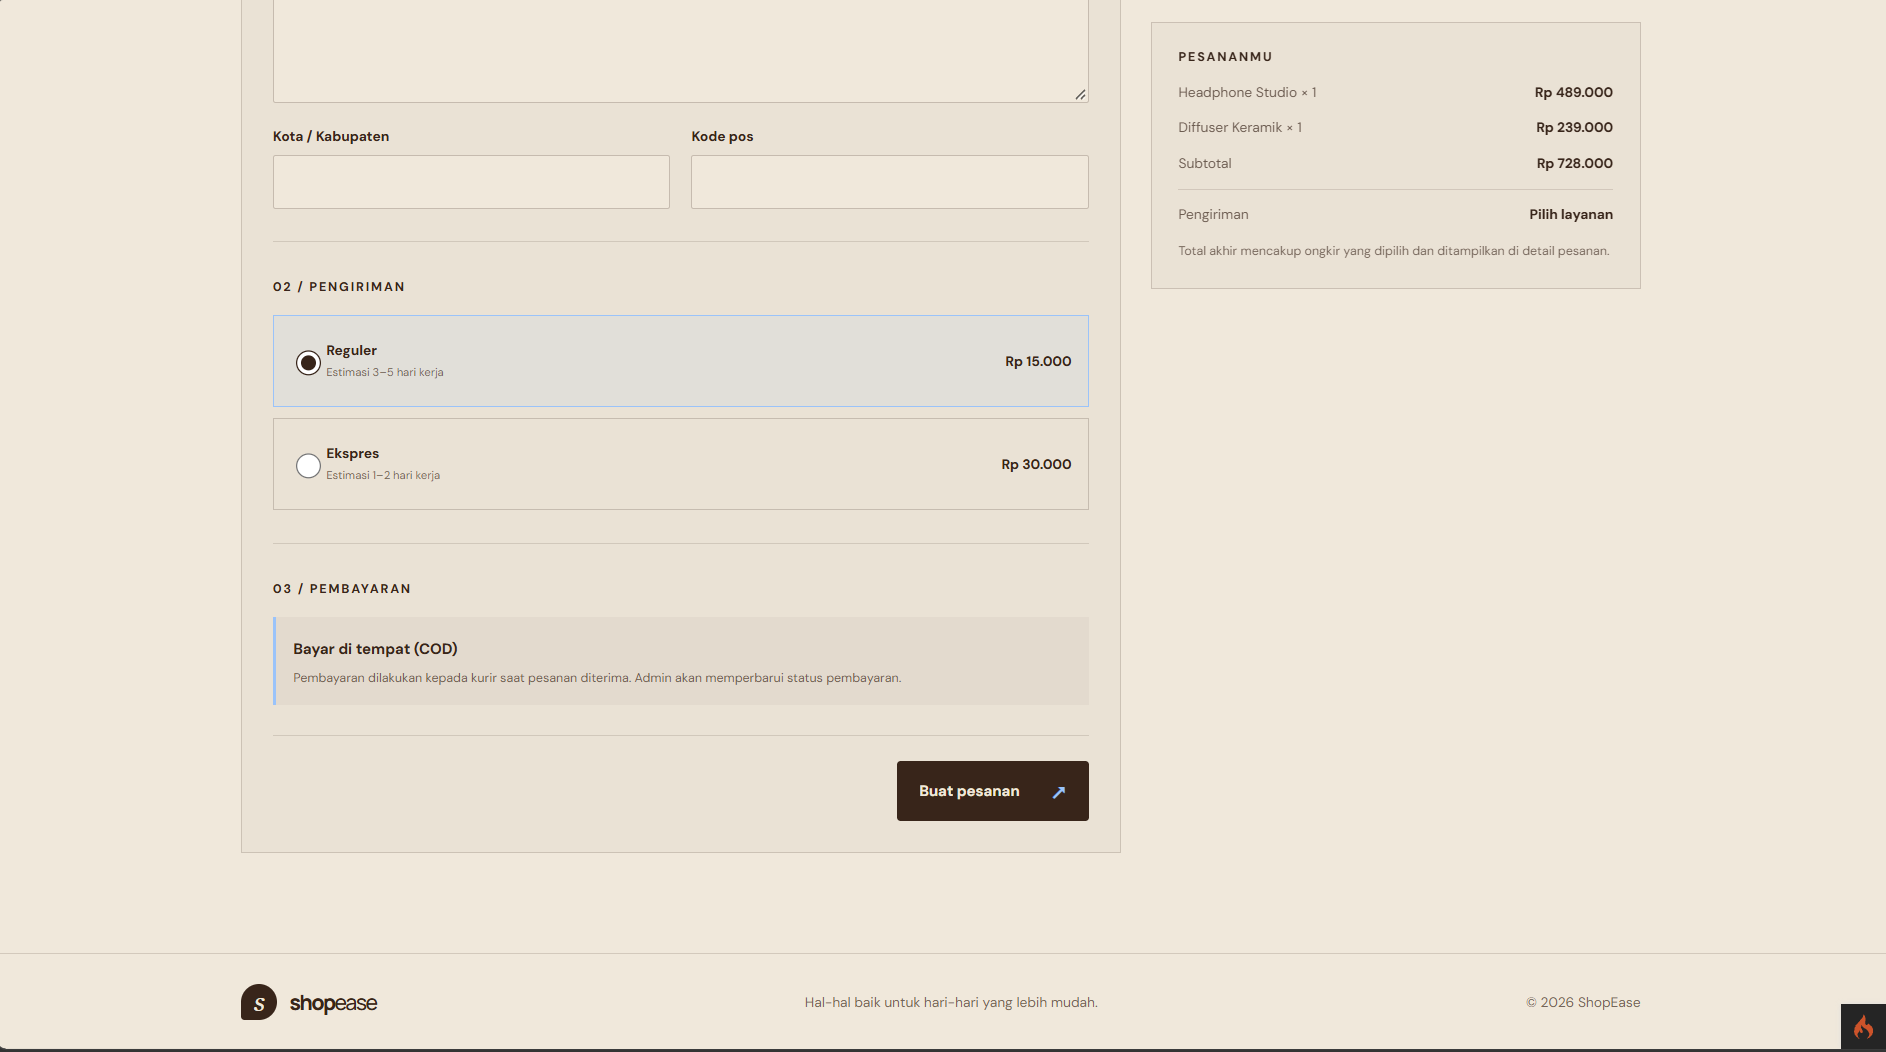 Kota / Kabupaten
Kode pos
02 / PENGIRIMAN
Reguler
Estimasi 3–5 hari kerja
Rp 15.000
Ekspres
Estimasi 1–2 hari kerja
Rp 30.000
03 / PEMBAYARAN
Bayar di tempat (COD)
Pembayaran dilakukan kepada kurir saat pesanan diterima. Admin akan memperbarui status pembayaran.
Buat pesanan ↗
PESANANMU
Headphone Studio × 1 Rp 489.000
Diffuser Keramik × 1 Rp 239.000
Subtotal Rp 728.000
Pengiriman Pilih layanan
Total akhir mencakup ongkir yang dipilih dan ditampilkan di detail pesanan.
s shopease
Hal-hal baik untuk hari-hari yang lebih mudah.
© 2026 ShopEase